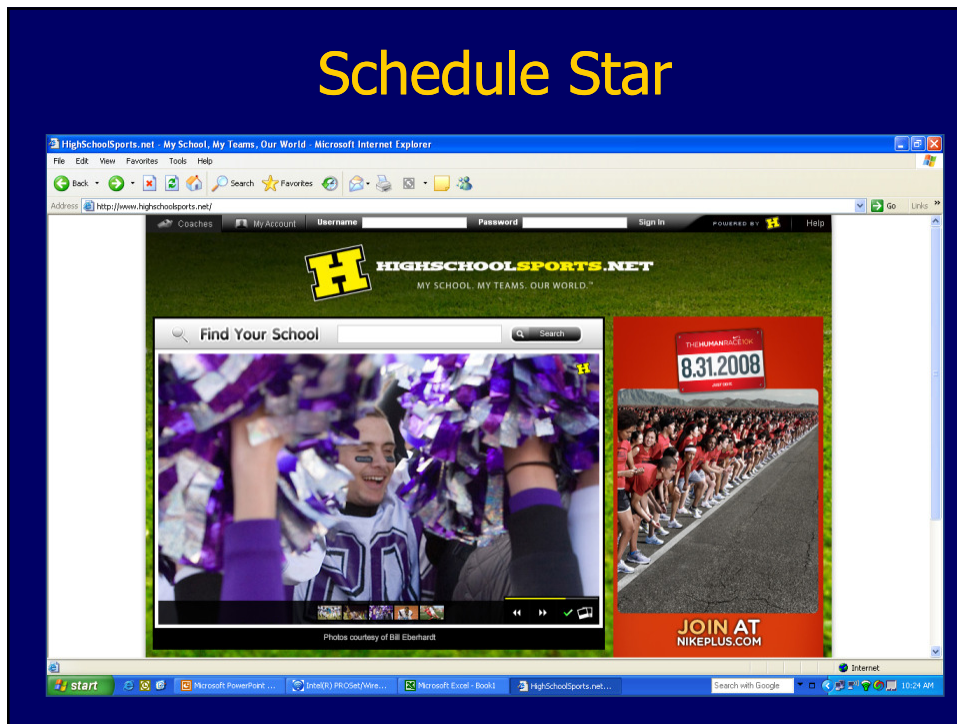 Schedule Star
HighSchoolSports.net - My School, My Teams, Our World - Microsoft Internet Explorer
File Edit View Favorites Tools Help
Back Search Favorites
Address http://www.highschoolsports.net/ Go Links »
Coaches My Account Username Password Sign In POWERED BY H Help
H HIGHSCHOOLSPORTS.NET
MY SCHOOL. MY TEAMS. OUR WORLD.™
Find Your School Search
THEHUMANRACE10K
8.31.2008
H
20
Photos courtesy of Bill Eberhardt
JOIN AT
NIKEPLUS.COM
Internet
start Microsoft PowerPoint ... Intel(R) PROSet/Wire... Microsoft Excel - Book1 HighSchoolSports.net... Search with Google 10:24 AM